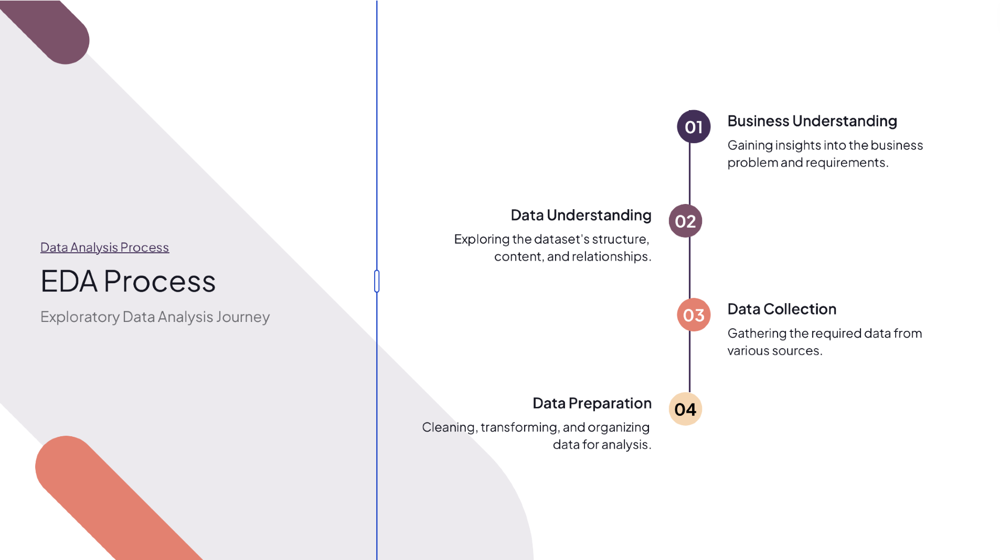 Data Analysis Process
EDA Process
Exploratory Data Analysis Journey
01
Business Understanding
Gaining insights into the business
problem and requirements.
02
Data Understanding
Exploring the dataset's structure,
content, and relationships.
03
Data Collection
Gathering the required data from
various sources.
04
Data Preparation
Cleaning, transforming, and organizing
data for analysis.